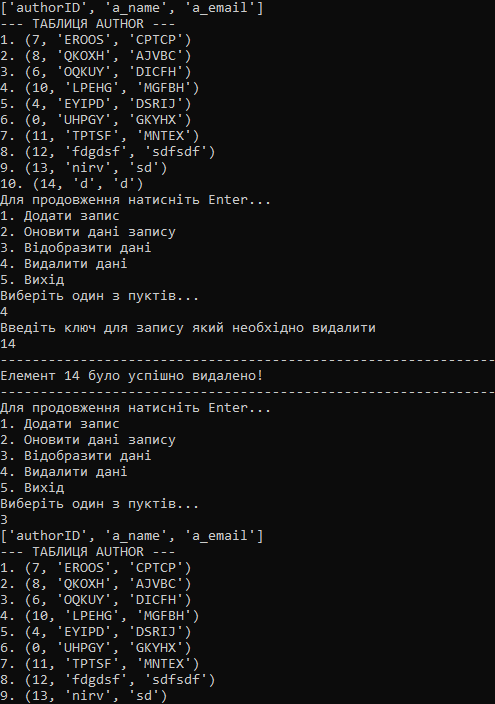 ['authorID', 'a_name', 'a_email']
--- ТАБЛИЦЯ AUTHOR ---
1. (7, 'EROOS', 'CPTCP')
2. (8, 'QKOXH', 'AJVBC')
3. (6, 'OQKUY', 'DICFH')
4. (10, 'LPEHG', 'MGFBH')
5. (4, 'EYIPD', 'DSRIJ')
6. (0, 'UHPGY', 'GKYHX')
7. (11, 'TPTSF', 'MNTEX')
8. (12, 'fdgdsf', 'sdfsdf')
9. (13, 'nirv', 'sd')
10. (14, 'd', 'd')
Для продовження натисніть Enter...
1. Додати запис
2. Оновити дані запису
3. Відобразити дані
4. Видалити дані
5. Вихід
Виберіть один з пуктів...
4
Введіть ключ для запису який необхідно видалити
14
--------------------------------------------------------------
Елемент 14 було успішно видалено!
--------------------------------------------------------------
Для продовження натисніть Enter...
1. Додати запис
2. Оновити дані запису
3. Відобразити дані
4. Видалити дані
5. Вихід
Виберіть один з пуктів...
3
['authorID', 'a_name', 'a_email']
--- ТАБЛИЦЯ AUTHOR ---
1. (7, 'EROOS', 'CPTCP')
2. (8, 'QKOXH', 'AJVBC')
3. (6, 'OQKUY', 'DICFH')
4. (10, 'LPEHG', 'MGFBH')
5. (4, 'EYIPD', 'DSRIJ')
6. (0, 'UHPGY', 'GKYHX')
7. (11, 'TPTSF', 'MNTEX')
8. (12, 'fdgdsf', 'sdfsdf')
9. (13, 'nirv', 'sd')